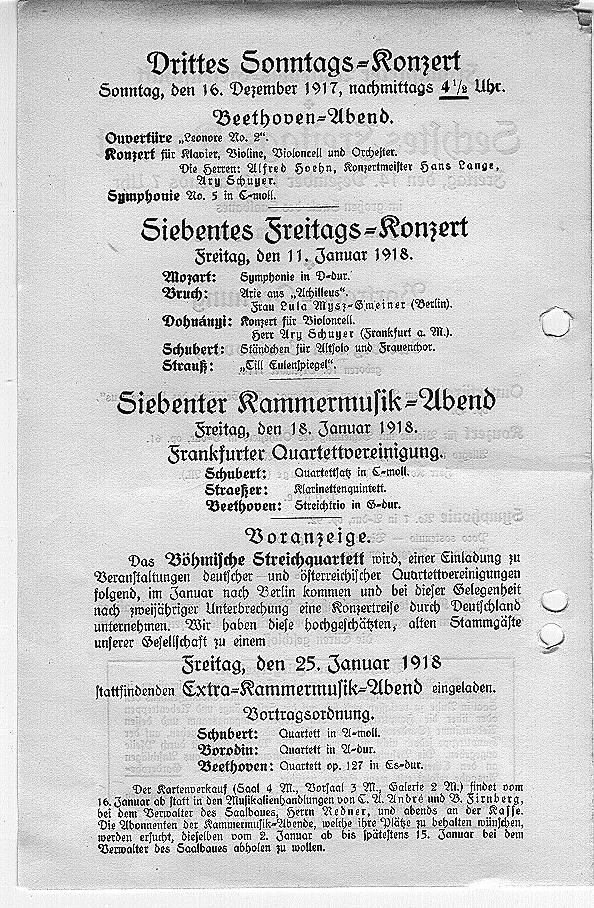 Drittes Sonntags-Konzert
Sonntag, den 16. Dezember 1917, nachmittags 4½ Uhr.
Beethoven-Abend.
Ouvertüre „Leonore No. 2“.
Konzert für Klavier, Violine, Violoncell und Orchester.
Die Herren: Alfred Hoehn, Konzertmeister Hans Lange,
Ary Schuyer.
Symphonie No. 5 in C-moll.
Siebentes Freitags-Konzert
Freitag, den 11. Januar 1918.
Mozart: Symphonie in D-dur.
Bruch: Arie aus „Achilleus“.
Frau Lula Mysz-Gmeiner (Berlin).
Dohnányi: Konzert für Violoncell.
Herr Ary Schuyer (Frankfurt a. M.).
Schubert: Ständchen für Altsolo und Frauenchor.
Strauß: „Till Eulenspiegel“.
Siebenter Kammermusik-Abend
Freitag, den 18. Januar 1918.
Frankfurter Quartettvereinigung.
Schubert: Quartettsatz in C-moll.
Straeßer: Klarinettenquintett.
Beethoven: Streichtrio in G-dur.
Voranzeige.
Das Böhmische Streichquartett wird, einer Einladung zu
Veranstaltungen deutscher und österreichischer Quartettvereinigungen
folgend, im Januar nach Berlin kommen und bei dieser Gelegenheit
nach zweijähriger Unterbrechung eine Konzertreise durch Deutschland
unternehmen. Wir haben diese hochgeschätzten, alten Stammgäste
unserer Gesellschaft zu einem
Freitag, den 25. Januar 1918
stattfindenden Extra-Kammermusik-Abend eingeladen.
Vortragsordnung.
Schubert: Quartett in A-moll.
Borodin: Quartett in A-dur.
Beethoven: Quartett op. 127 in Es-dur.
Der Kartenverkauf (Saal 4 M., Vorsaal 3 M., Galerie 2 M.) findet vom
16. Januar ab statt in den Musikalienhandlungen von C. A. André und B. Firnberg,
bei dem Verwalter des Saalbaues, Herrn Redner, und abends an der Kasse.
Die Abonnenten der Kammermusik-Abende, welche ihre Plätze zu behalten wünschen,
werden ersucht, dieselben vom 2. Januar ab bis spätestens 15. Januar bei dem
Verwalter des Saalbaues abholen zu wollen.